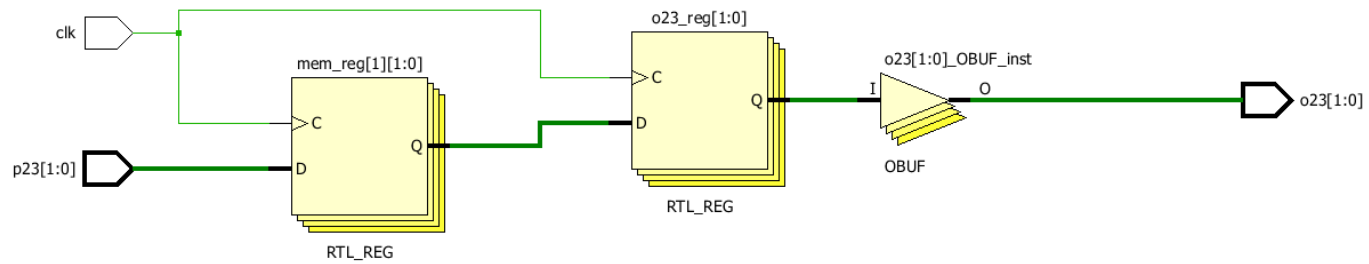 clk
p23[1:0]
mem_reg[1][1:0]
C
D
Q
RTL_REG
o23_reg[1:0]
C
D
Q
RTL_REG
o23[1:0]_OBUF_inst
I
O
OBUF
o23[1:0]